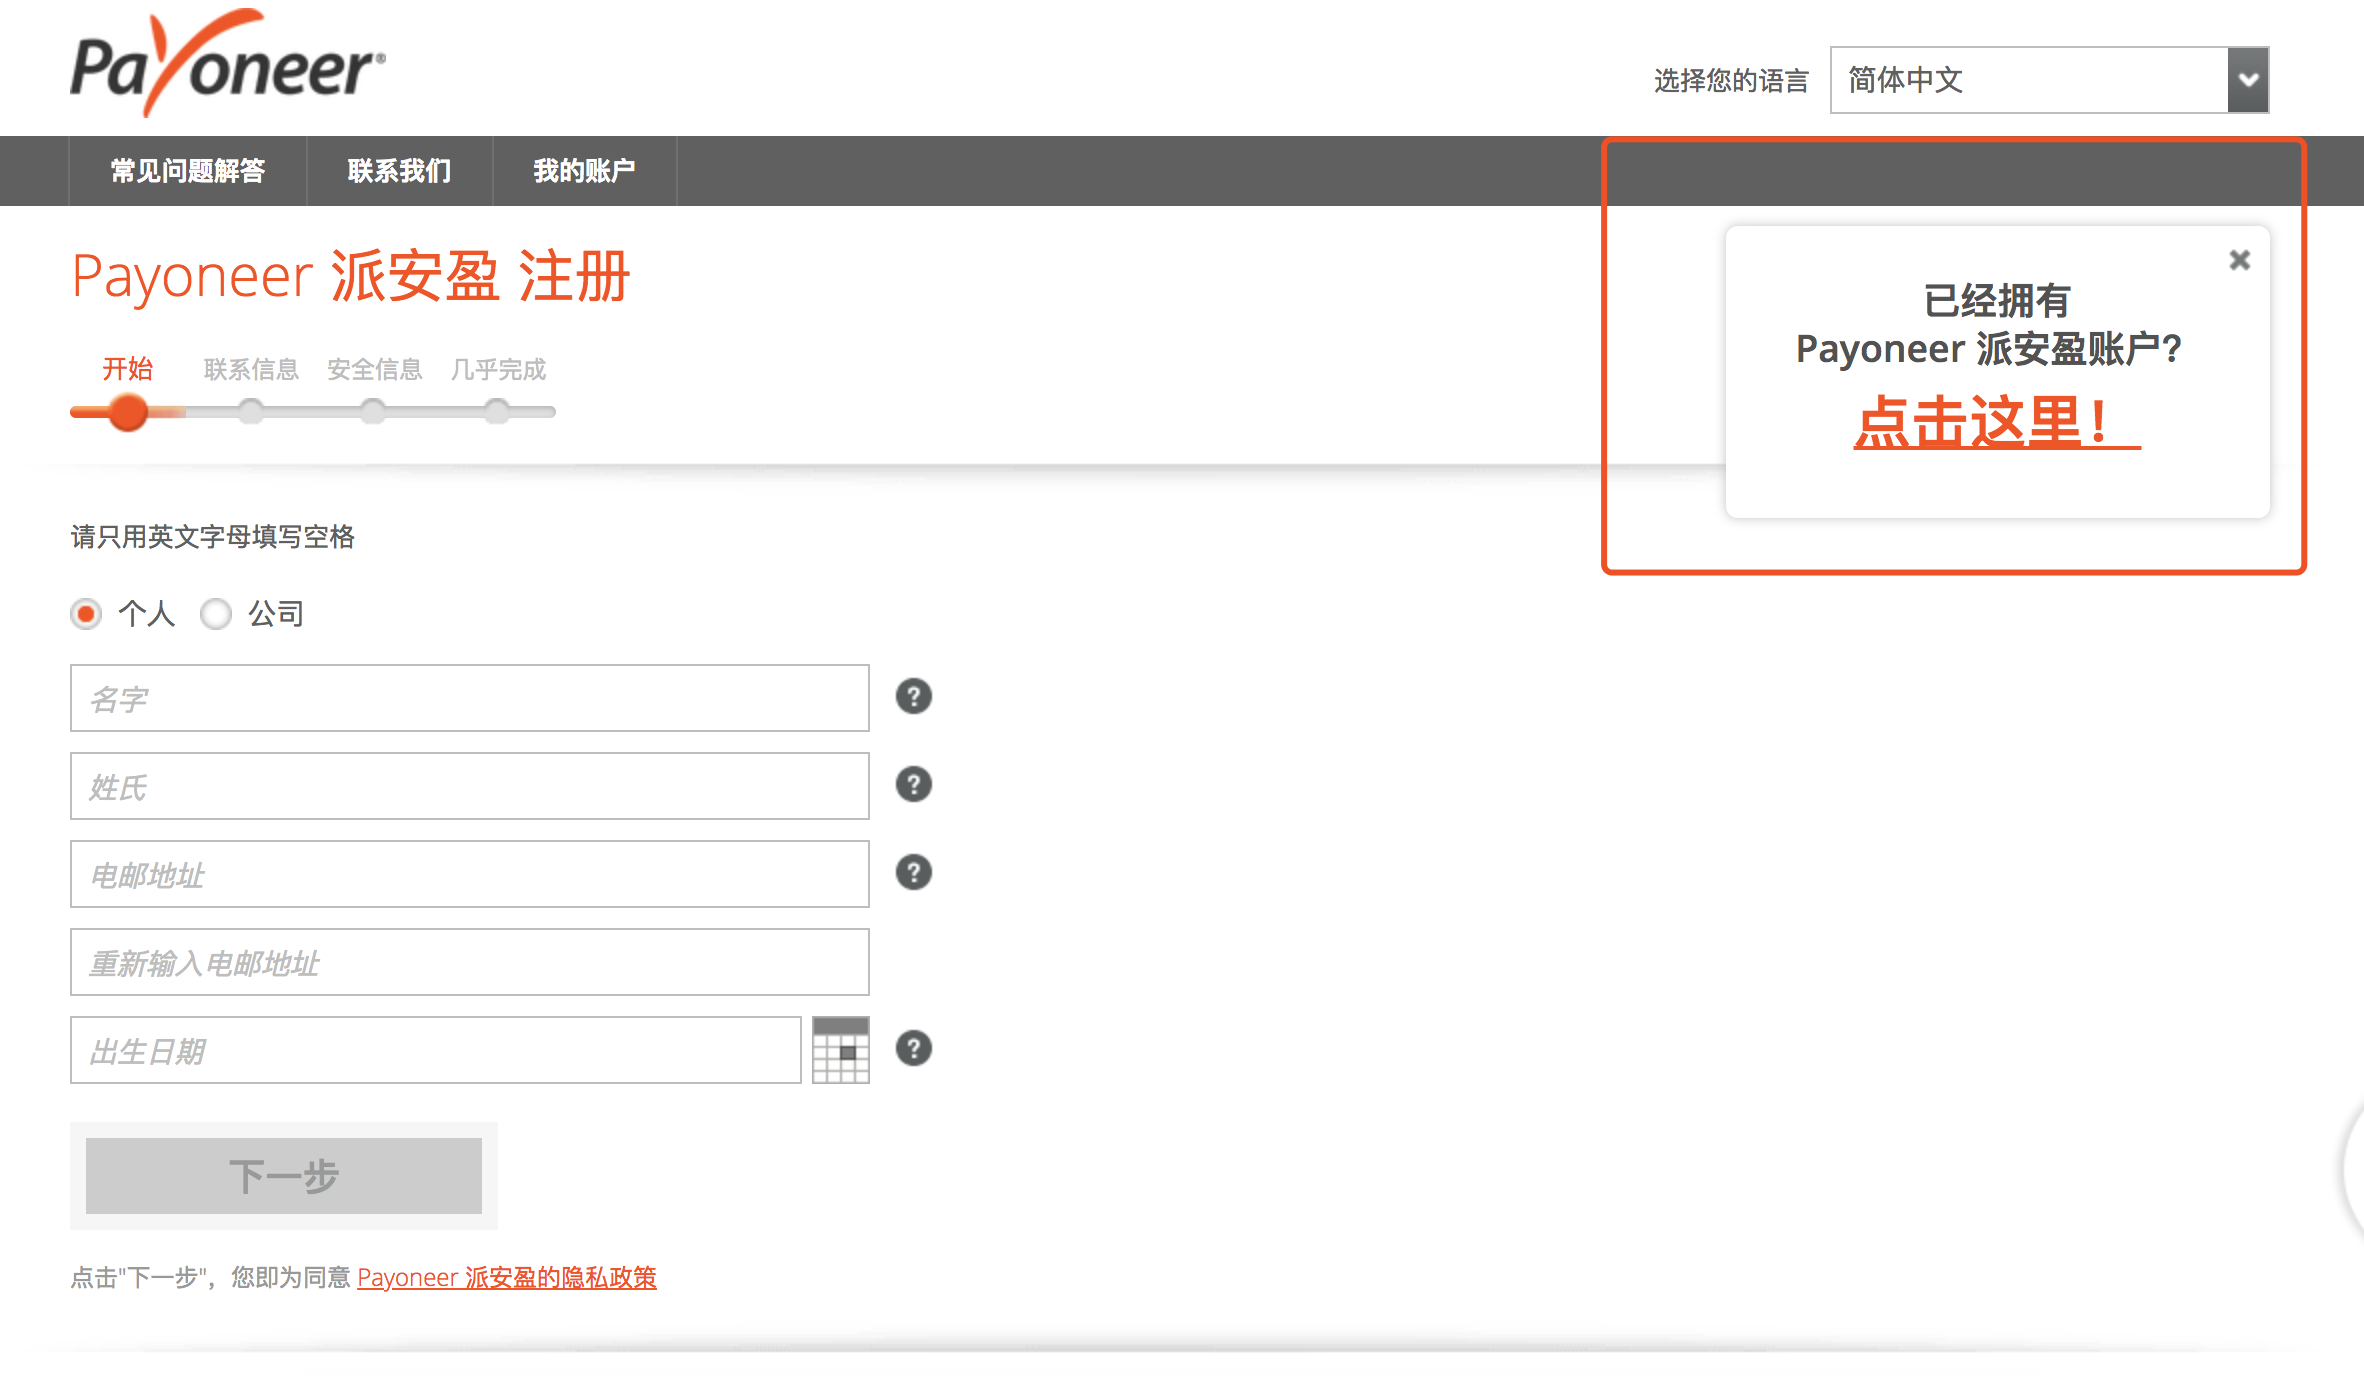 Payoneer®
选择您的语言 简体中文
常见问题解答 联系我们 我的账户
Payoneer 派安盈 注册
开始 联系信息 安全信息 几乎完成
已经拥有
Payoneer 派安盈账户?
点击这里！
请只用英文字母填写空格
个人 公司
名字
姓氏
电邮地址
重新输入电邮地址
出生日期
下一步
点击"下一步"，您即为同意 Payoneer 派安盈的隐私政策